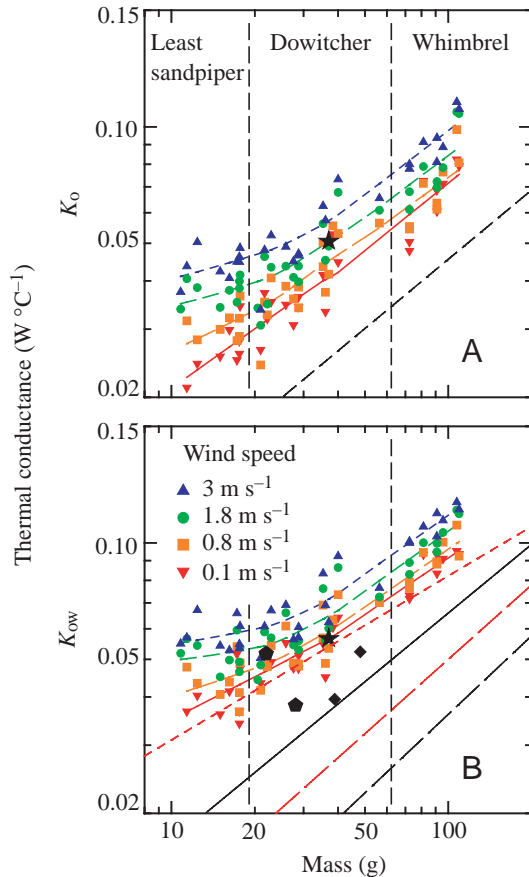 0.15
Least sandpiper
Dowitcher
Whimbrel
0.10
Kₒ
0.05
A
0.02
Thermal conductance (W °C⁻¹)
0.15
Wind speed
3 m s⁻¹
1.8 m s⁻¹
0.8 m s⁻¹
0.1 m s⁻¹
0.10
K_ow
0.05
B
0.02
10
20
50
100
Mass (g)